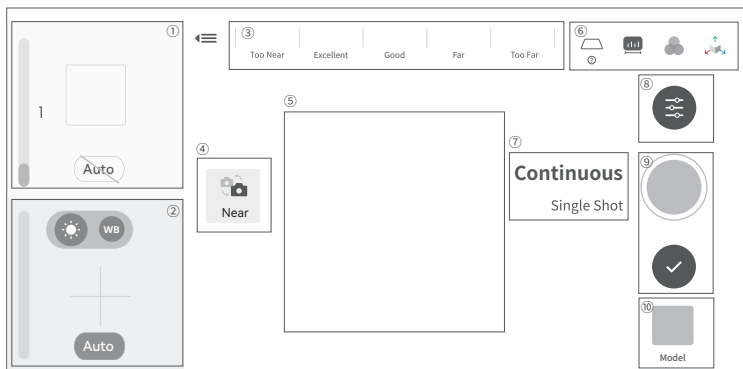 ①
③
Too Near
Excellent
Good
Far
Too Far
⑥
?
1
Auto
⑧
⑤
④
Near
⑦
Continuous
Single Shot
⑨
②
WB
Auto
⑩
Model